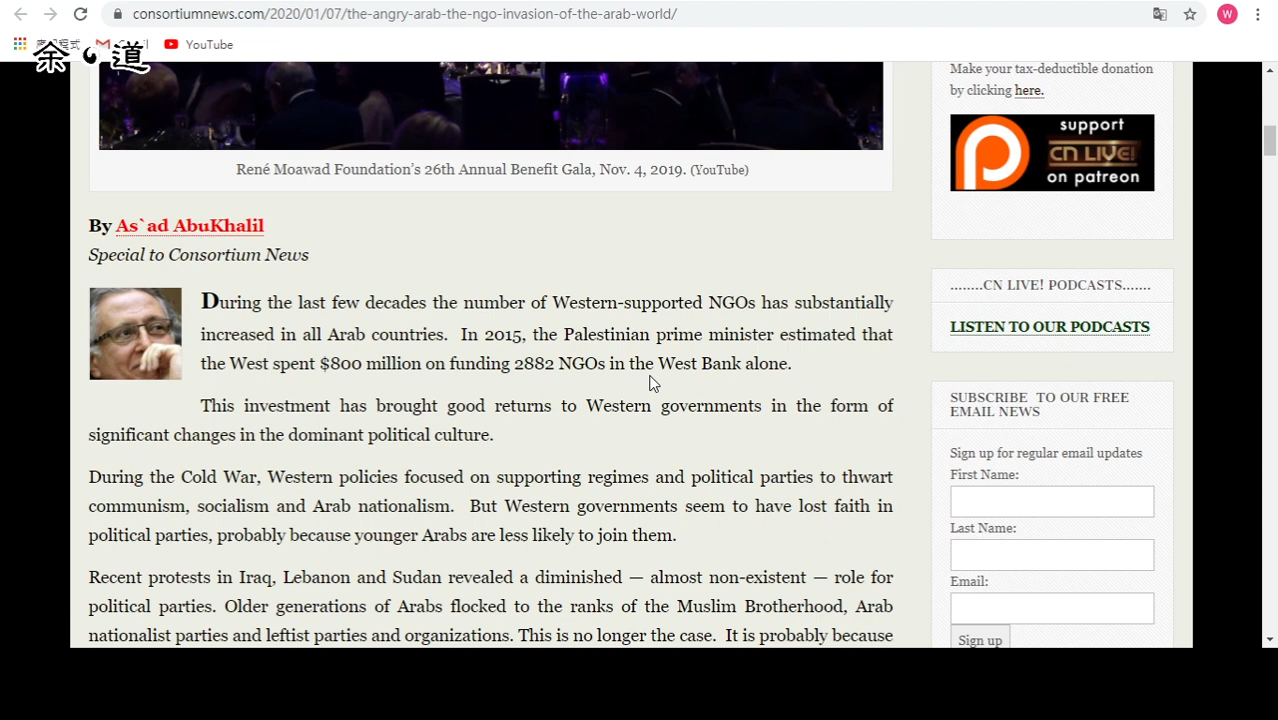 consortiumnews.com/2020/01/07/the-angry-arab-the-ngo-invasion-of-the-arab-world/
W
YouTube
余道
René Moawad Foundation's 26th Annual Benefit Gala, Nov. 4, 2019. (YouTube)
By As`ad AbuKhalil
Special to Consortium News
During the last few decades the number of Western-supported NGOs has substantially
increased in all Arab countries. In 2015, the Palestinian prime minister estimated that
the West spent $800 million on funding 2882 NGOs in the West Bank alone.
This investment has brought good returns to Western governments in the form of
significant changes in the dominant political culture.
During the Cold War, Western policies focused on supporting regimes and political parties to thwart
communism, socialism and Arab nationalism. But Western governments seem to have lost faith in
political parties, probably because younger Arabs are less likely to join them.
Recent protests in Iraq, Lebanon and Sudan revealed a diminished — almost non-existent — role for
political parties. Older generations of Arabs flocked to the ranks of the Muslim Brotherhood, Arab
nationalist parties and leftist parties and organizations. This is no longer the case. It is probably because
Make your tax-deductible donation
by clicking here.
support
CN LIVE!
on patreon
........CN LIVE! PODCASTS.......
LISTEN TO OUR PODCASTS
SUBSCRIBE TO OUR FREE
EMAIL NEWS
Sign up for regular email updates
First Name:
Last Name:
Email:
Sign up